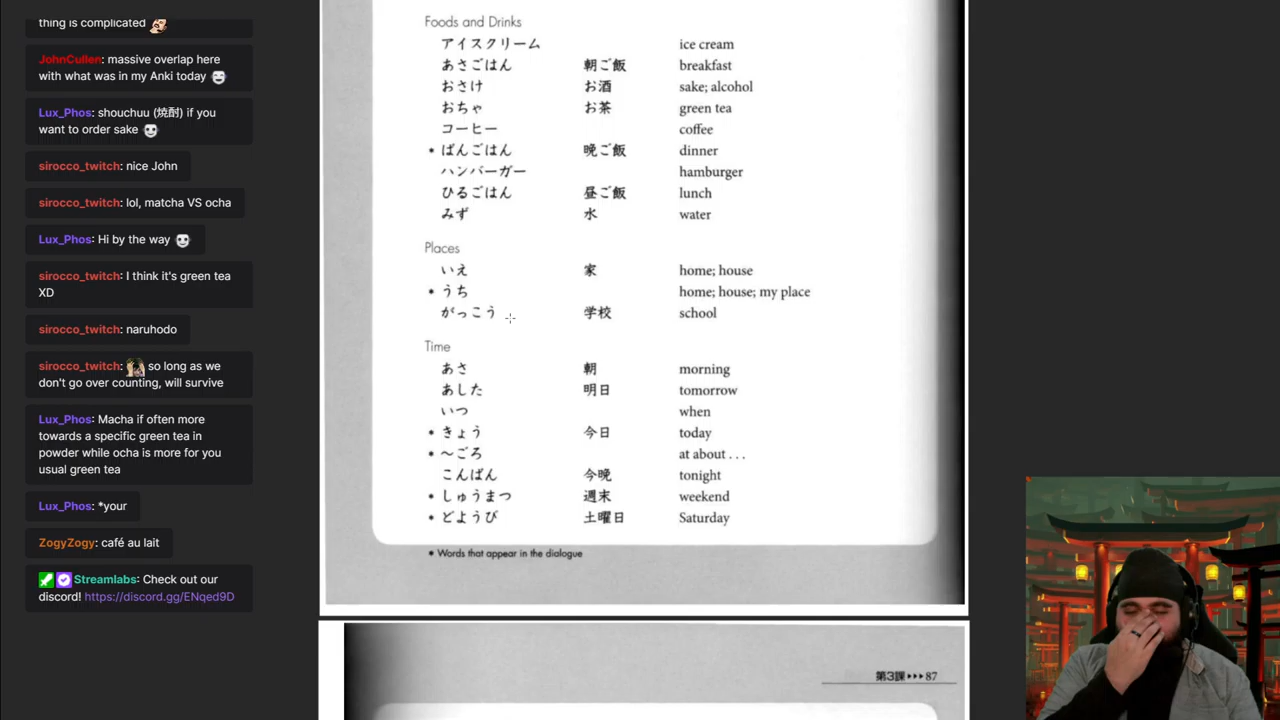 thing is complicated
JohnCullen: massive overlap here
with what was in my Anki today
Lux_Phos: shouchuu (焼酎) if you
want to order sake
sirocco_twitch: nice John
sirocco_twitch: lol, matcha VS ocha
Lux_Phos: Hi by the way
sirocco_twitch: I think it's green tea
XD
sirocco_twitch: naruhodo
sirocco_twitch: so long as we
don't go over counting, will survive
Lux_Phos: Macha if often more
towards a specific green tea in
powder while ocha is more for you
usual green tea
Lux_Phos: *your
ZogyZogy: café au lait
Streamlabs: Check out our
discord! https://discord.gg/ENqed9D
Foods and Drinks
アイスクリーム ice cream
あさごはん 朝ご飯 breakfast
おさけ お酒 sake; alcohol
おちゃ お茶 green tea
コーヒー coffee
* ばんごはん 晩ご飯 dinner
ハンバーガー hamburger
ひるごはん 昼ご飯 lunch
みず 水 water
Places
いえ 家 home; house
* うち home; house; my place
がっこう 学校 school
Time
あさ 朝 morning
あした 明日 tomorrow
いつ when
* きょう 今日 today
* ～ごろ at about . . .
こんばん 今晩 tonight
* しゅうまつ 週末 weekend
* どようび 土曜日 Saturday
* Words that appear in the dialogue
第3課▶▶▶87